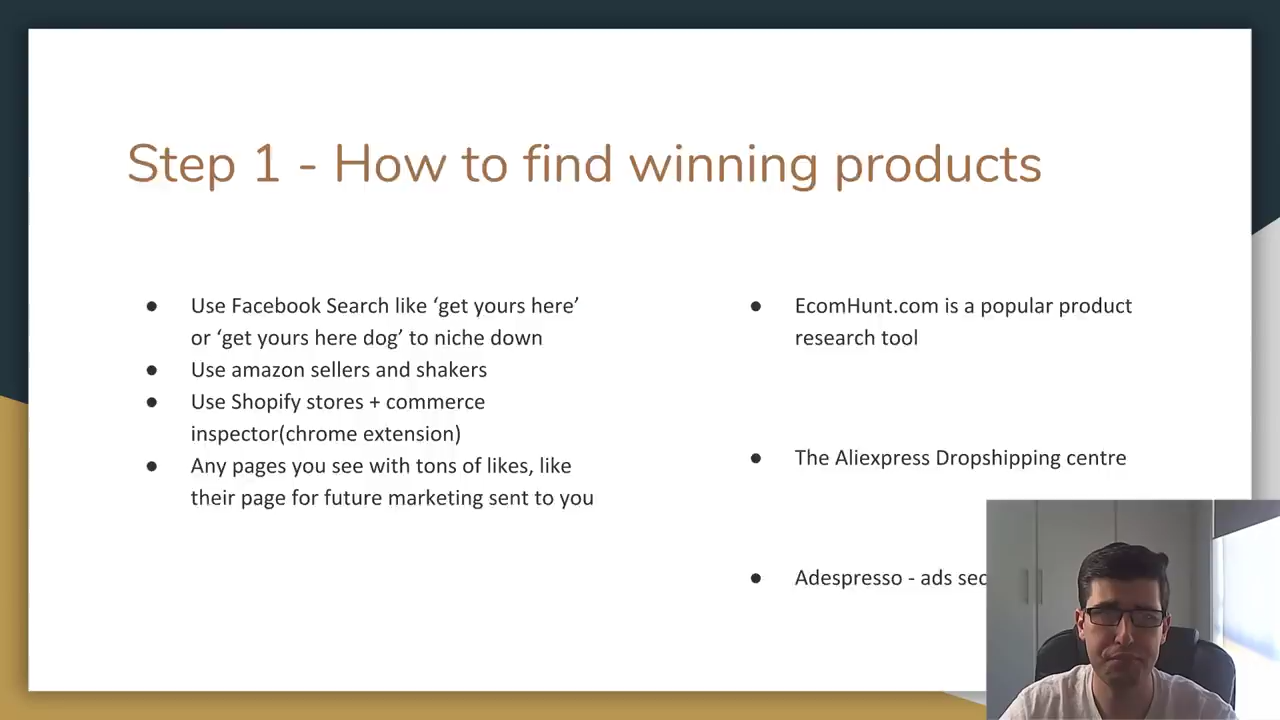 Step 1 - How to find winning products
● Use Facebook Search like ‘get yours here’
or ‘get yours here dog’ to niche down
● Use amazon sellers and shakers
● Use Shopify stores + commerce
inspector(chrome extension)
● Any pages you see with tons of likes, like
their page for future marketing sent to you
● EcomHunt.com is a popular product
research tool
● The Aliexpress Dropshipping centre
● Adespresso - ads